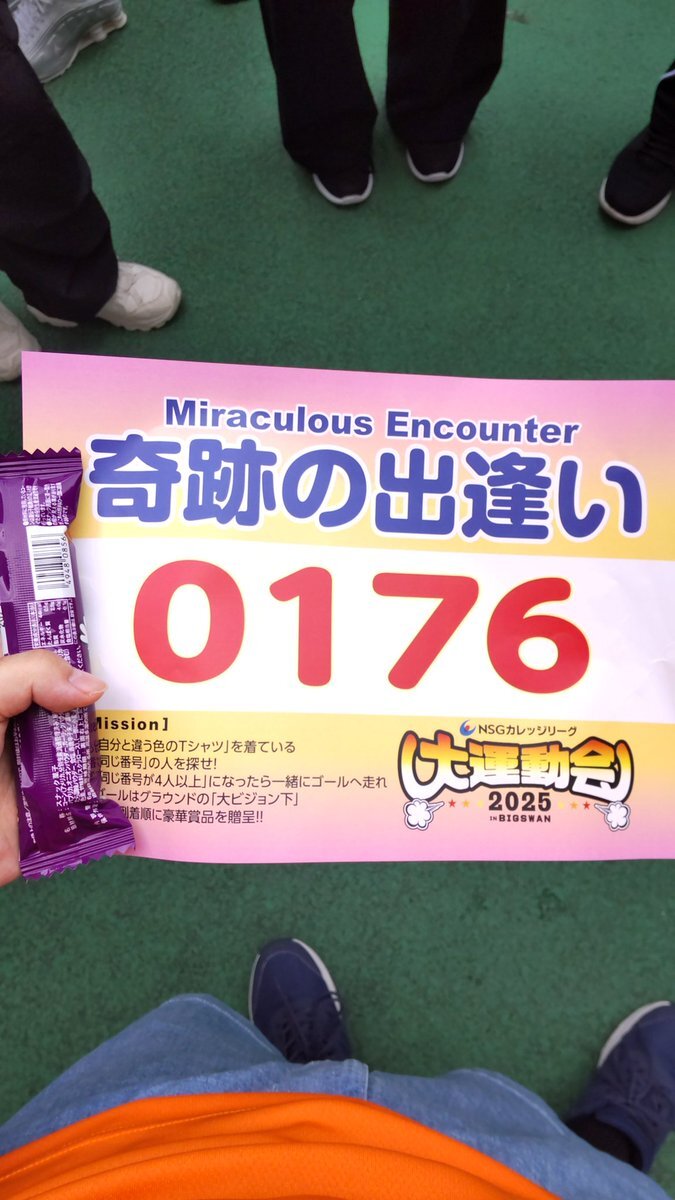 Miraculous Encounter
奇跡の出逢い
0176
Mission】
自分と違う色のTシャツ」を着ている
同じ番号」の人を探せ!
同じ番号が4人以上」になったら一緒にゴールへ走れ
ゴールはグラウンドの「大ビジョン下」
到着順に豪華賞品を贈呈!!
NSGカレッジリーグ
大運動会
2025
IN BIGSWAN
4948 0856